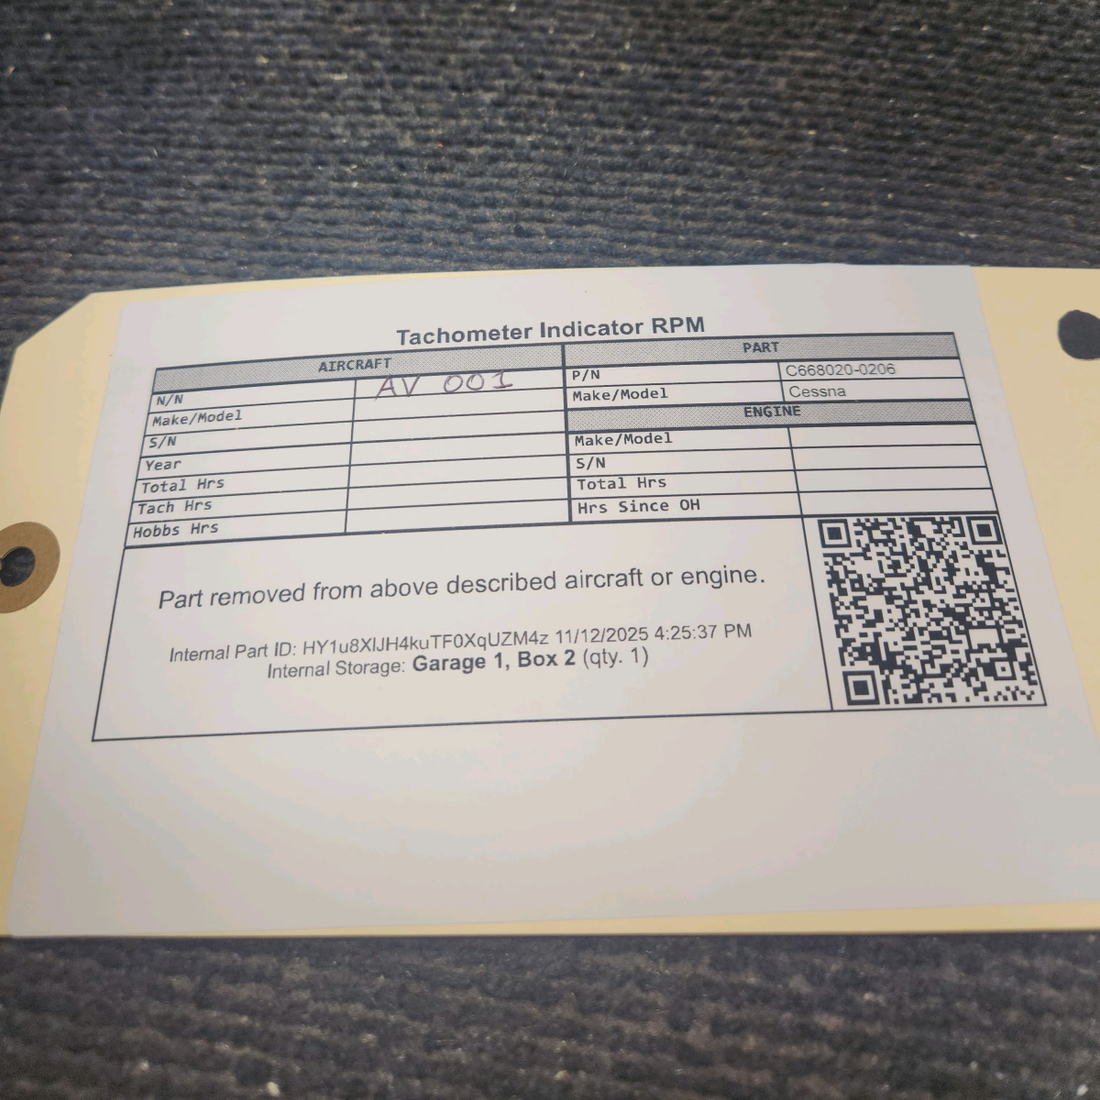 Tachometer Indicator RPM
AIRCRAFT
N/N AV 001
Make/Model
S/N
Year
Total Hrs
Tach Hrs
Hobbs Hrs
PART
P/N C668020-0206
Make/Model Cessna
ENGINE
Make/Model
S/N
Total Hrs
Hrs Since OH
Part removed from above described aircraft or engine.
Internal Part ID: HY1u8XIJH4kuTF0XqUZM4z 11/12/2025 4:25:37 PM
Internal Storage: Garage 1, Box 2 (qty. 1)